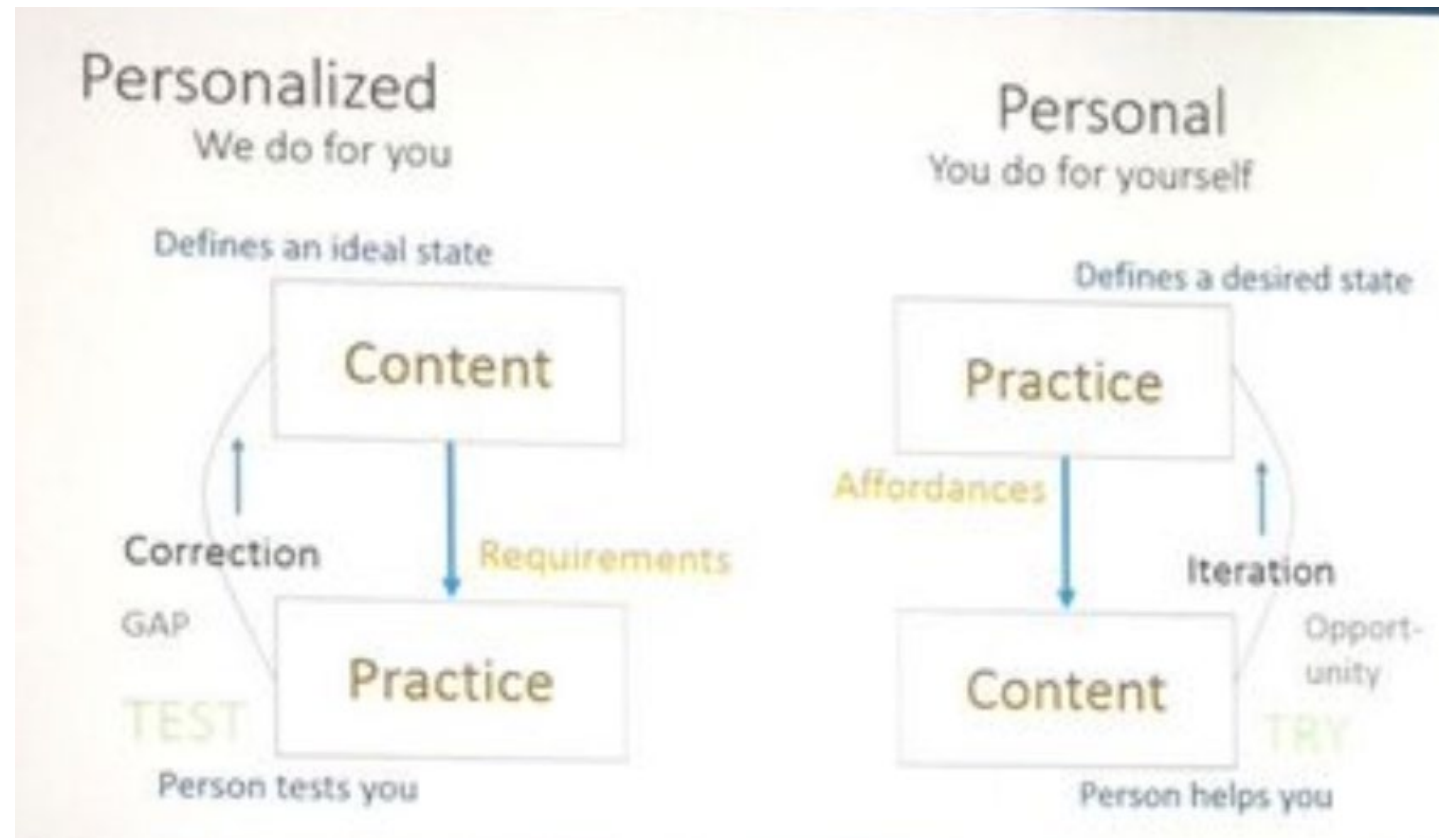 Personalized
We do for you
Defines an ideal state
Content
Correction
Requirements
GAP
Practice
TEST
Person tests you
Personal
You do for yourself
Defines a desired state
Practice
Affordances
Iteration
Opport-
unity
Content
TRY
Person helps you